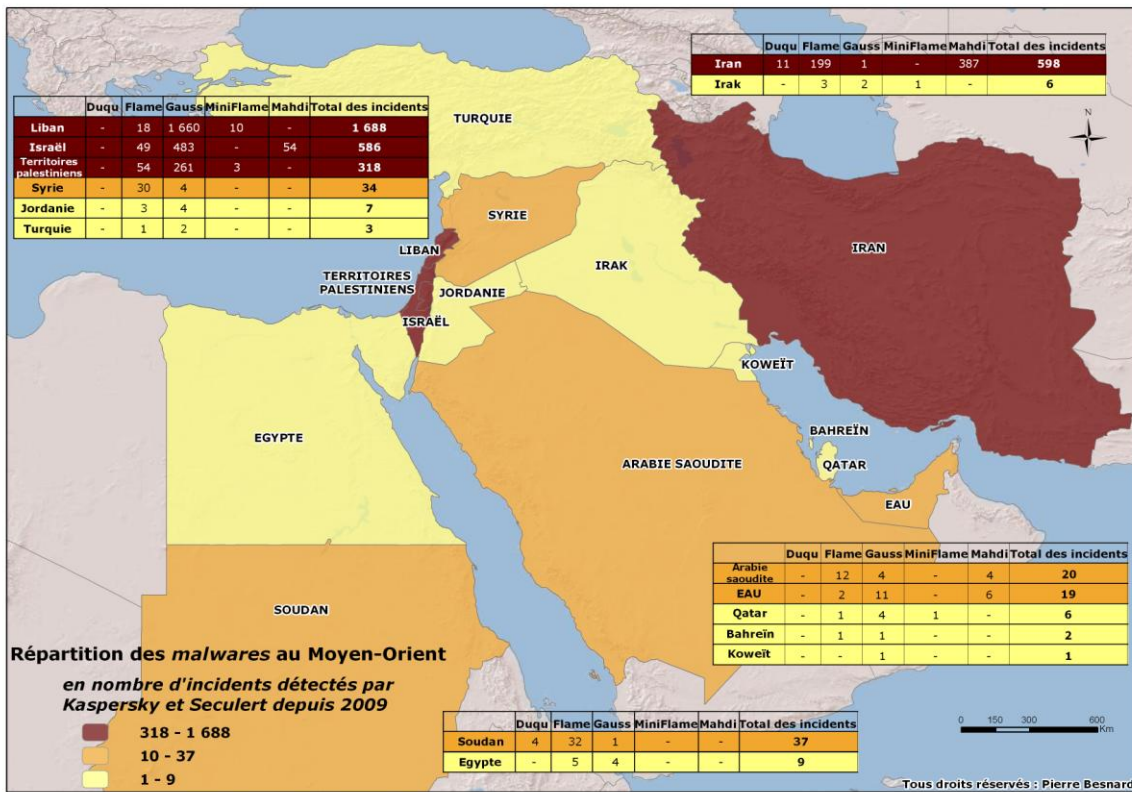 Duqu Flame Gauss MiniFlame Mahdi Total des incidents
Iran 11 199 1 - 387 598
Irak - 3 2 1 - 6
Duqu Flame Gauss MiniFlame Mahdi Total des incidents
Liban - 18 1 660 10 - 1 688
Israël - 49 483 - 54 586
Territoires
palestiniens - 54 261 3 - 318
Syrie - 30 4 - - 34
Jordanie - 3 4 - - 7
Turquie - 1 2 - - 3
TURQUIE
SYRIE
LIBAN
IRAN
IRAK
TERRITOIRES
PALESTINIENS
JORDANIE
ISRAËL
KOWEÏT
EGYPTE
BAHREÏN
ARABIE SAOUDITE
QATAR
EAU
Duqu Flame Gauss MiniFlame Mahdi Total des incidents
Arabie
saoudite - 12 4 - 4 20
EAU - 2 11 - 6 19
Qatar - 1 4 1 - 6
Bahreïn - 1 1 - - 2
Koweït - - 1 - - 1
SOUDAN
Répartition des malwares au Moyen-Orient
en nombre d'incidents détectés par
Kaspersky et Seculert depuis 2009
318 - 1 688
10 - 37
1 - 9
Duqu Flame Gauss MiniFlame Mahdi Total des incidents
Soudan 4 32 1 - - 37
Egypte - 5 4 - - 9
0 150 300 600
Km
Tous droits réservés : Pierre Besnard